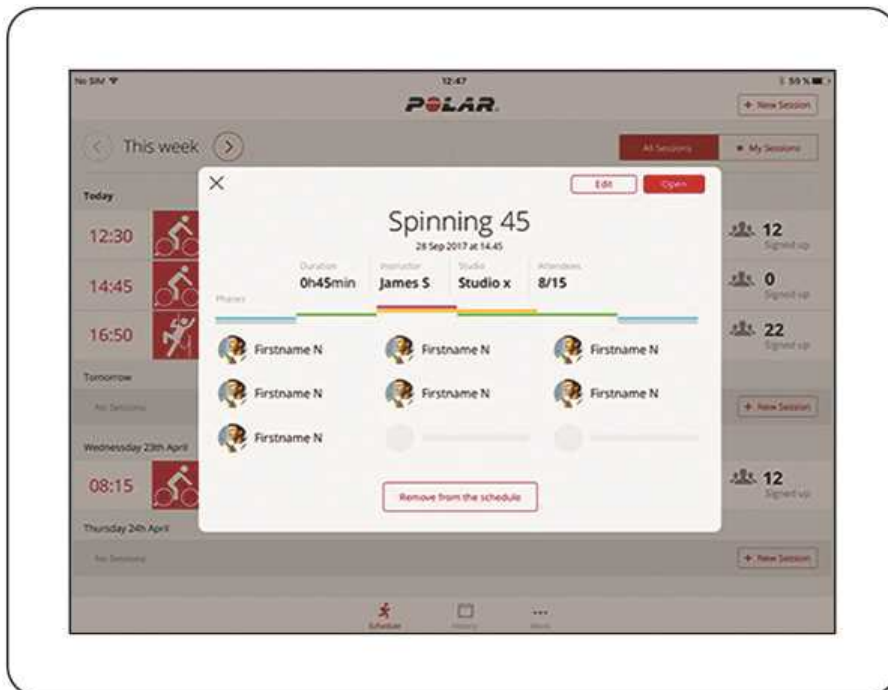 No SIM 12:47 59 %
POLAR.
+ New Session
This week All Sessions My Sessions
Today
Edit Open
Spinning 45
28 Sep 2017 at 14.45
12:30 12
Signed up
Duration Instructor Studio Attendees
0h45min James S Studio x 8/15
14:45 0
Signed up
Phases
16:50 22
Signed up
Firstname N Firstname N Firstname N
Tomorrow
Firstname N Firstname N Firstname N
No Sessions + New Session
Firstname N
Wednesday 23th April
08:15 12
Signed up
Remove from the schedule
Thursday 24h April
No Sessions + New Session
Schedule History More